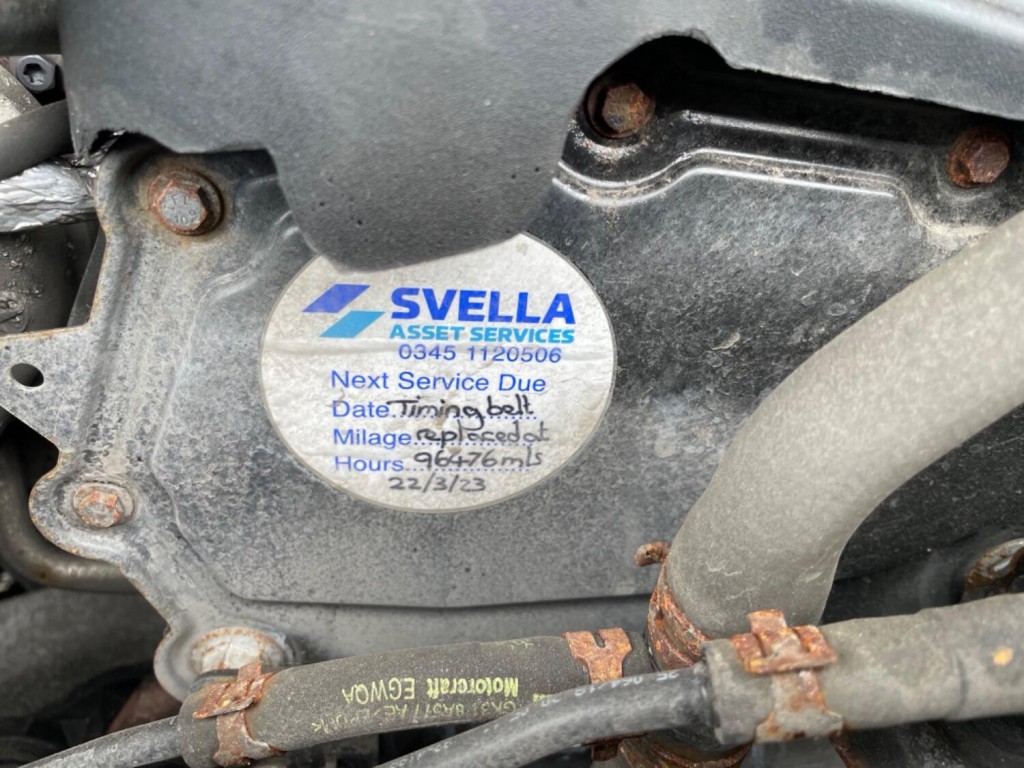 SVELLA
ASSET SERVICES
0345 1120506
Next Service Due
Date Timing belt
Milage replaced at
Hours 96476 mls
22/3/23
Motorcraft EGWQA